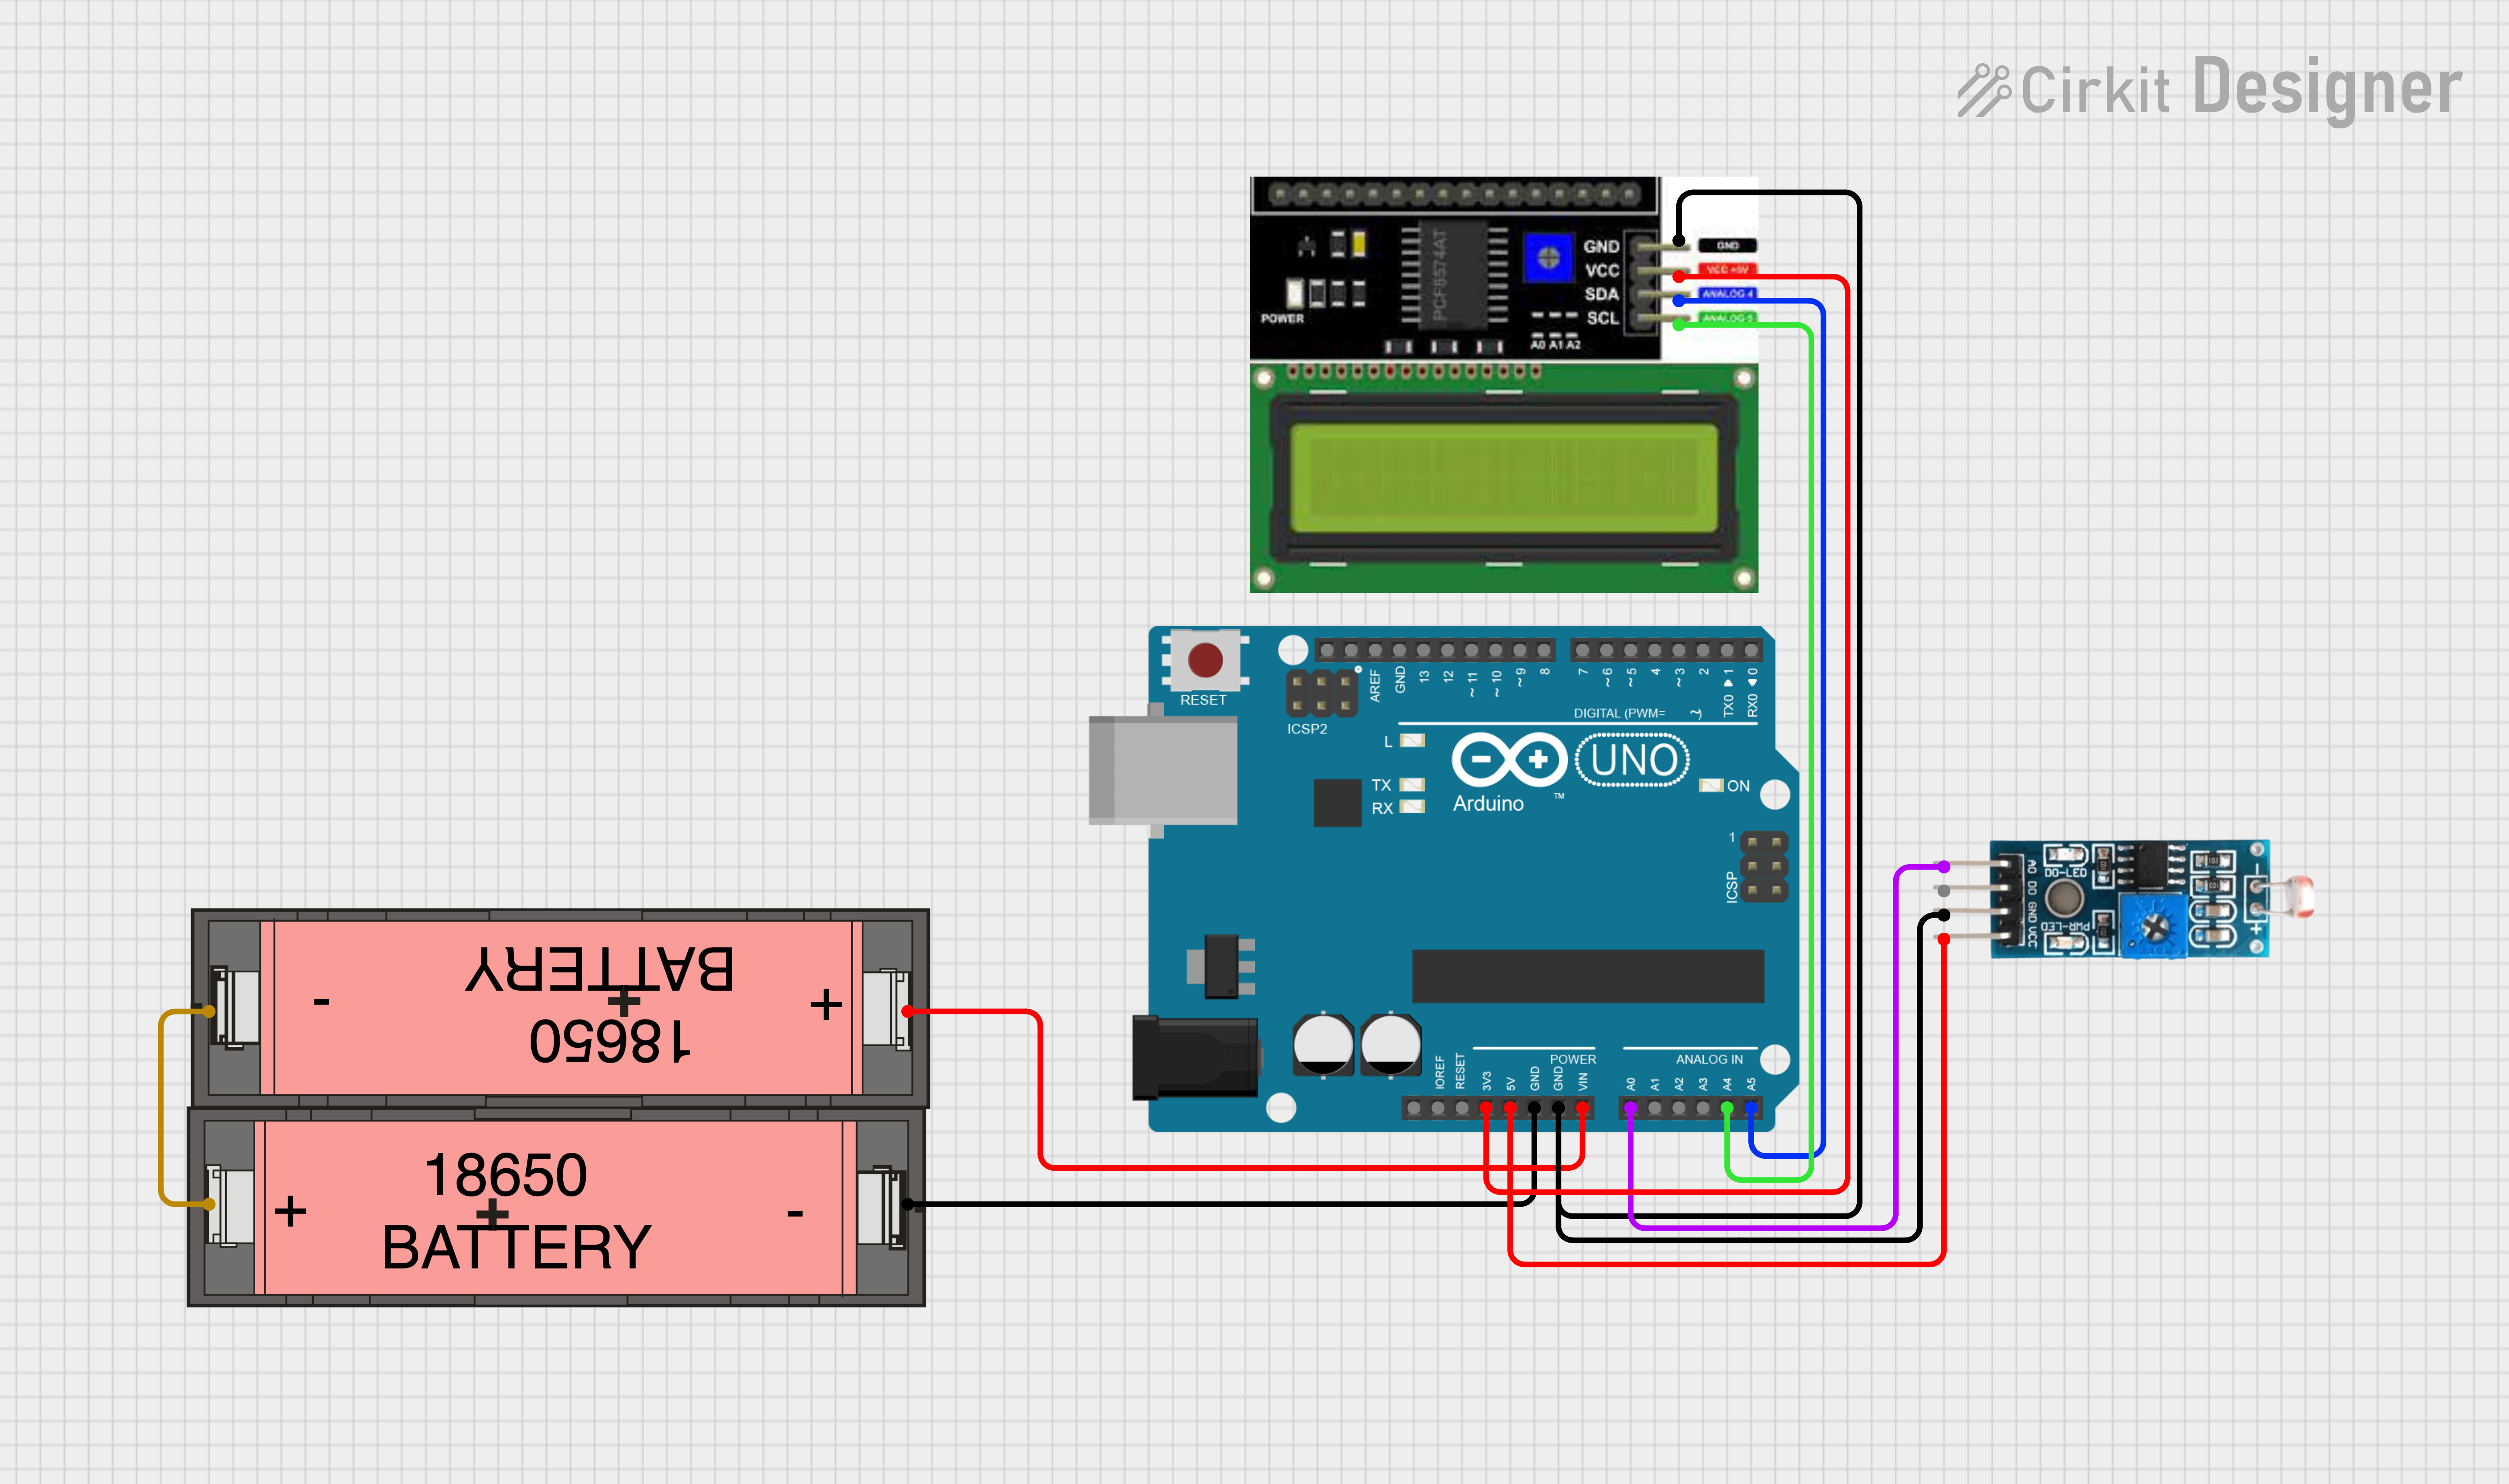 Cirkit Designer
GND
VCC
SDA
SCL
GND
VCC +5V
ANALOG 4
ANALOG 5
PCF8574AT
POWER
A0 A1 A2
RESET
ICSP2
AREF
GND
13
12
~ 11
~ 10
~ 9
8
7
~ 6
~ 5
4
~ 3
2
TX0 ▶ 1
RX0 ◀ 0
DIGITAL (PWM= ~)
L
TX
RX
Arduino
™
UNO
ON
1
ICSP
IOREF
RESET
3V3
5V
GND
GND
VIN
POWER
ANALOG IN
A0
A1
A2
A3
A4
A5
AO
DO
GND
VCC
DO-LED
PWR-LED
-
+
18650
BATTERY
- +
18650
BATTERY
+ -